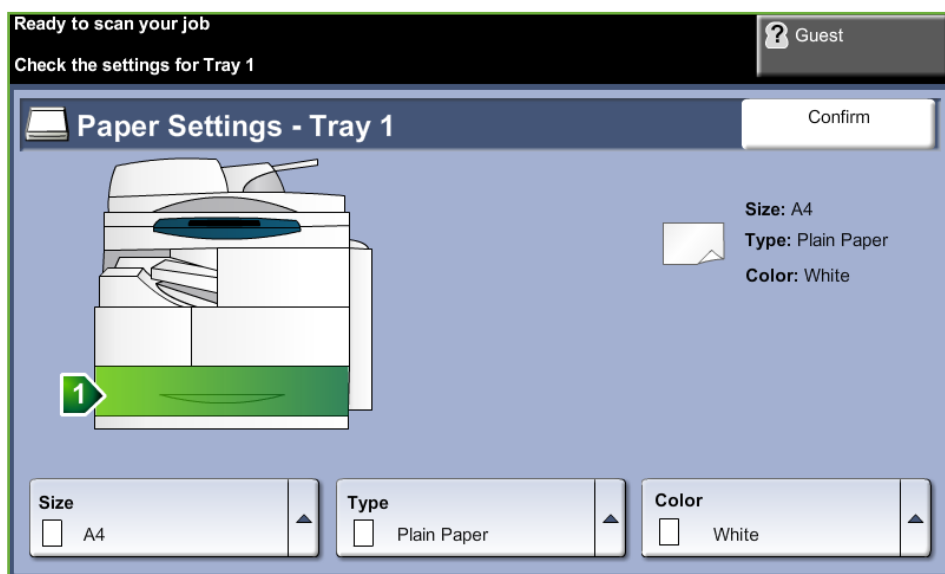 Ready to scan your job
Guest
Check the settings for Tray 1
Paper Settings - Tray 1
Confirm
Size: A4
Type: Plain Paper
Color: White
1
Size
A4
Type
Plain Paper
Color
White